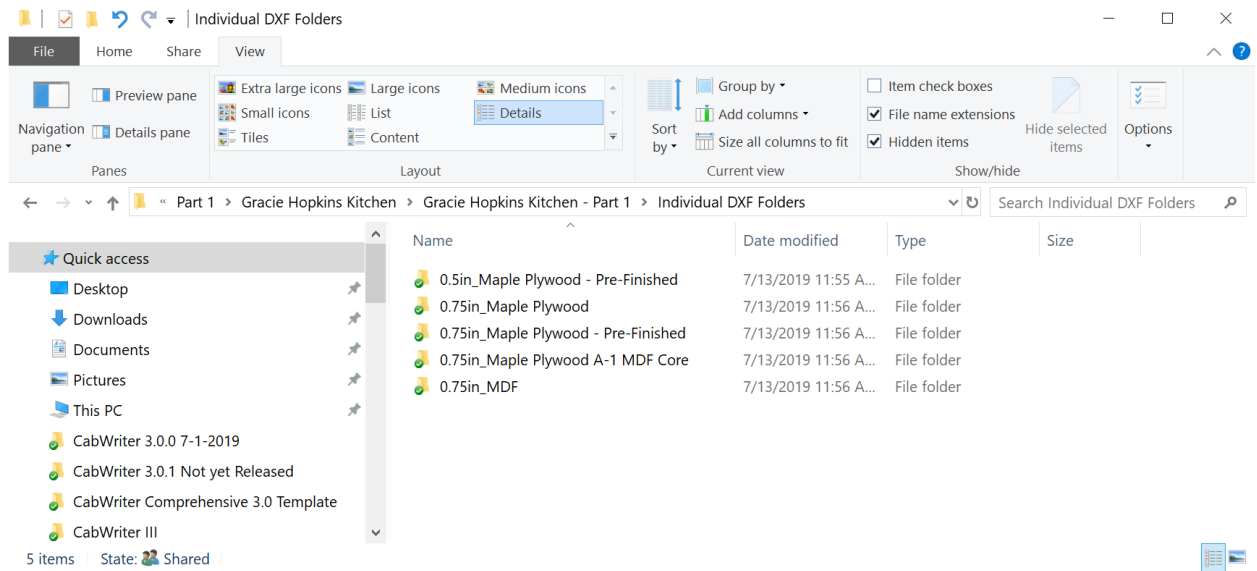 Individual DXF Folders
File Home Share View
Navigation pane
Preview pane
Details pane
Panes
Extra large icons Large icons Medium icons
Small icons List Details
Tiles Content
Layout
Sort by
Group by
Add columns
Size all columns to fit
Current view
Item check boxes
File name extensions
Hidden items
Hide selected items
Show/hide
Options
« Part 1 > Gracie Hopkins Kitchen > Gracie Hopkins Kitchen - Part 1 > Individual DXF Folders
Search Individual DXF Folders
Quick access
Desktop
Downloads
Documents
Pictures
This PC
CabWriter 3.0.0 7-1-2019
CabWriter 3.0.1 Not yet Released
CabWriter Comprehensive 3.0 Template
CabWriter III
Name Date modified Type Size
0.5in_Maple Plywood - Pre-Finished 7/13/2019 11:55 A... File folder
0.75in_Maple Plywood 7/13/2019 11:56 A... File folder
0.75in_Maple Plywood - Pre-Finished 7/13/2019 11:56 A... File folder
0.75in_Maple Plywood A-1 MDF Core 7/13/2019 11:56 A... File folder
0.75in_MDF 7/13/2019 11:56 A... File folder
5 items State: Shared